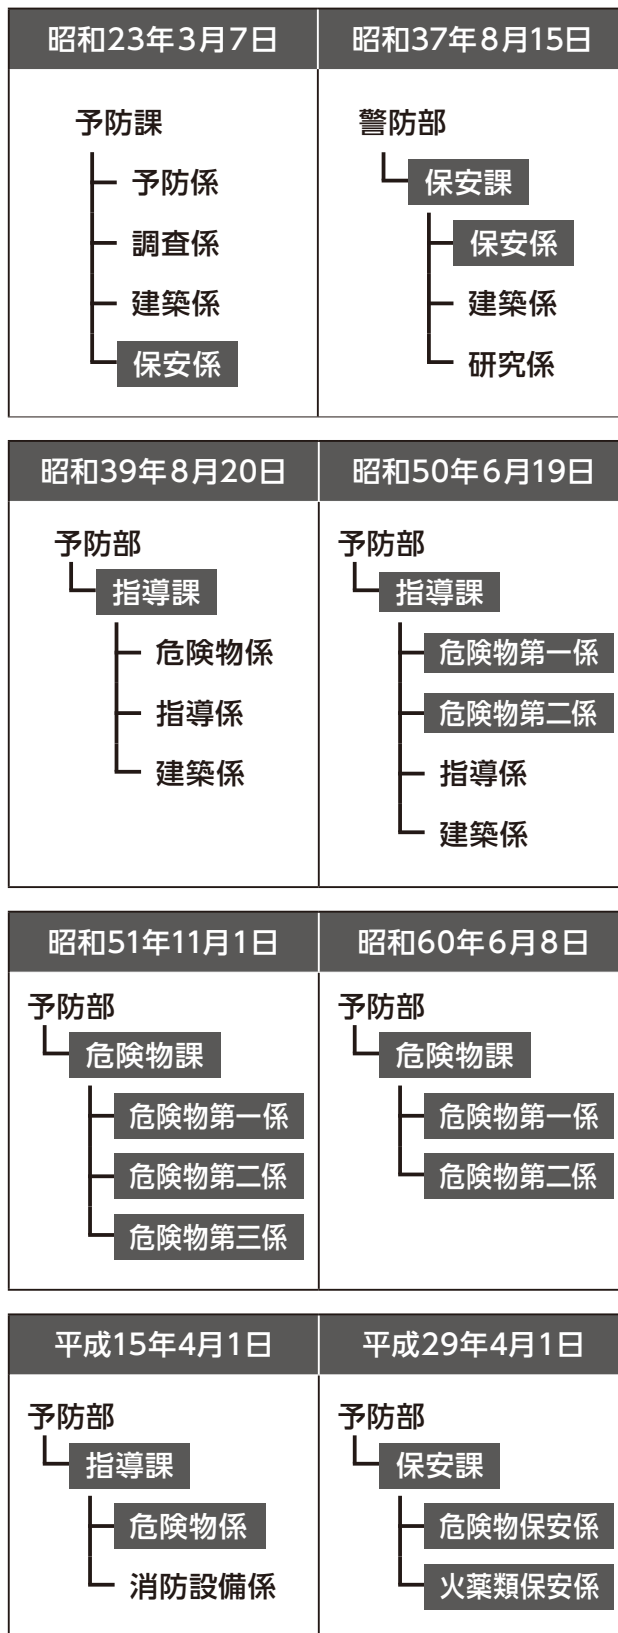 昭和23年3月7日
予防課
予防係
調査係
建築係
保安係
昭和37年8月15日
警防部
保安課
保安係
建築係
研究係
昭和39年8月20日
予防部
指導課
危険物係
指導係
建築係
昭和50年6月19日
予防部
指導課
危険物第一係
危険物第二係
指導係
建築係
昭和51年11月1日
予防部
危険物課
危険物第一係
危険物第二係
危険物第三係
昭和60年6月8日
予防部
危険物課
危険物第一係
危険物第二係
平成15年4月1日
予防部
指導課
危険物係
消防設備係
平成29年4月1日
予防部
保安課
危険物保安係
火薬類保安係